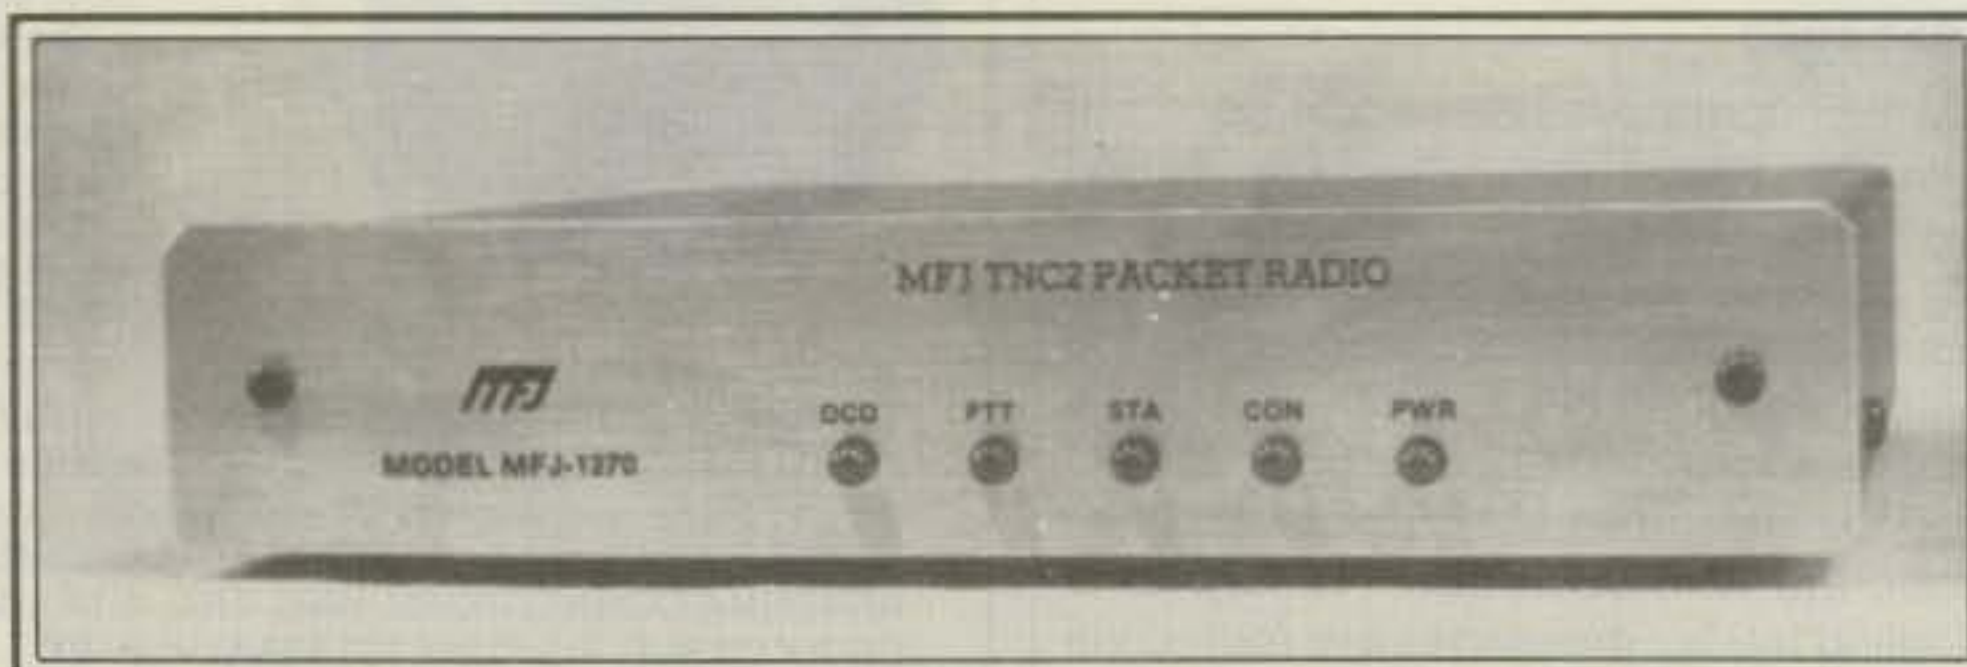 MFJ TNC2 PACKET RADIO
MFJ
MODEL MFJ-1270
DCD PTT STA CON PWR